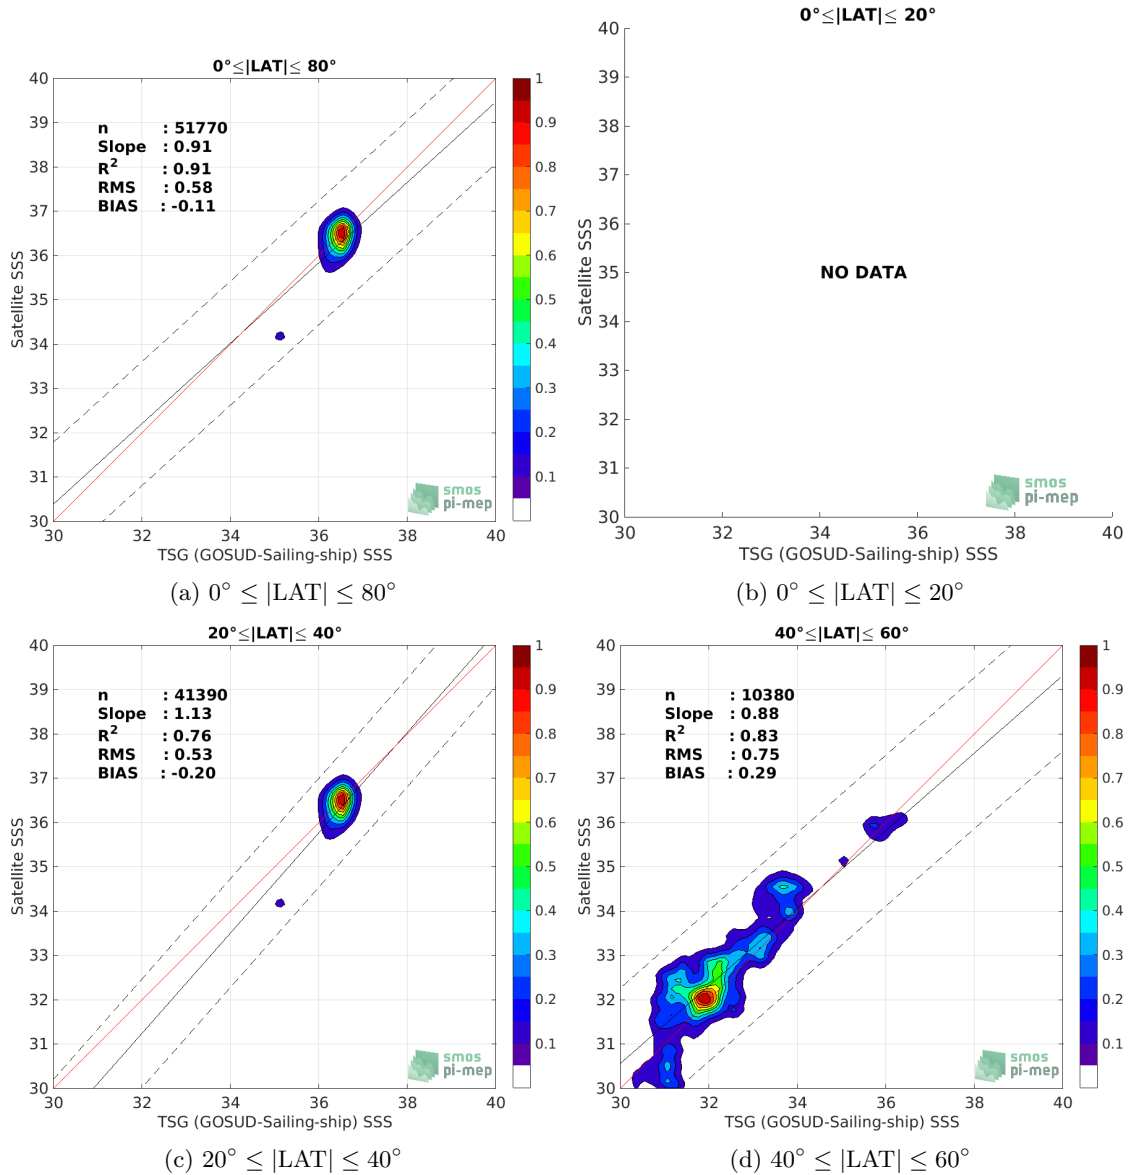 0°≤|LAT|≤ 80°
n : 51770
Slope : 0.91
R² : 0.91
RMS : 0.58
BIAS : -0.11
40
39
38
37
36
35
34
33
32
31
30
Satellite SSS
30 32 34 36 38 40
TSG (GOSUD-Sailing-ship) SSS
1
0.9
0.8
0.7
0.6
0.5
0.4
0.3
0.2
0.1
smos
pi-mep
(a) 0° ≤ |LAT| ≤ 80°
0°≤|LAT|≤ 20°
40
39
38
37
36
35
34
33
32
31
30
Satellite SSS
NO DATA
30 32 34 36 38 40
TSG (GOSUD-Sailing-ship) SSS
smos
pi-mep
(b) 0° ≤ |LAT| ≤ 20°
20°≤|LAT|≤ 40°
n : 41390
Slope : 1.13
R² : 0.76
RMS : 0.53
BIAS : -0.20
40
39
38
37
36
35
34
33
32
31
30
Satellite SSS
30 32 34 36 38 40
TSG (GOSUD-Sailing-ship) SSS
1
0.9
0.8
0.7
0.6
0.5
0.4
0.3
0.2
0.1
smos
pi-mep
(c) 20° ≤ |LAT| ≤ 40°
40°≤|LAT|≤ 60°
n : 10380
Slope : 0.88
R² : 0.83
RMS : 0.75
BIAS : 0.29
40
39
38
37
36
35
34
33
32
31
30
Satellite SSS
30 32 34 36 38 40
TSG (GOSUD-Sailing-ship) SSS
1
0.9
0.8
0.7
0.6
0.5
0.4
0.3
0.2
0.1
smos
pi-mep
(d) 40° ≤ |LAT| ≤ 60°